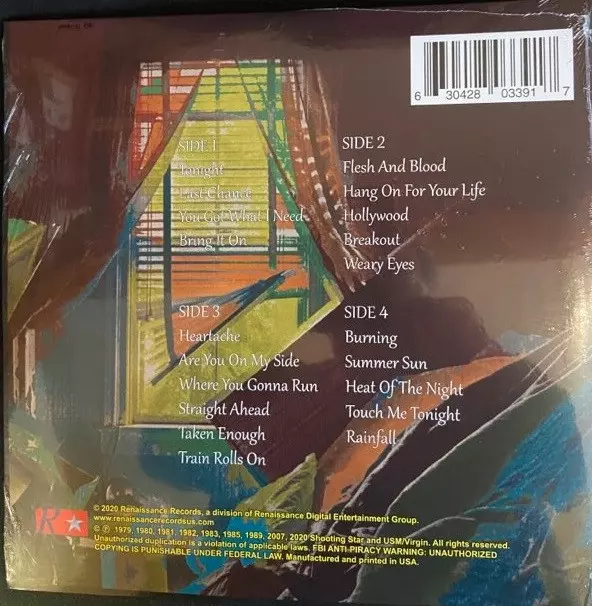 6 30428 03391 7
SIDE 1
Tonight
Last Chance
You Got What I Need
Bring It On
SIDE 2
Flesh And Blood
Hang On For Your Life
Hollywood
Breakout
Weary Eyes
SIDE 3
Heartache
Are You On My Side
Where You Gonna Run
Straight Ahead
Taken Enough
Train Rolls On
SIDE 4
Burning
Summer Sun
Heat Of The Night
Touch Me Tonight
Rainfall
R
© 2020 Renaissance Records, a division of Renaissance Digital Entertainment Group.
www.renaissancerecordsus.com
© ℗ 1979, 1980, 1981, 1982, 1983, 1985, 1989, 2007, 2020 Shooting Star and USM/Virgin. All rights reserved.
Unauthorized duplication is a violation of applicable laws. FBI ANTI-PIRACY WARNING: UNAUTHORIZED
COPYING IS PUNISHABLE UNDER FEDERAL LAW. Manufactured and printed in USA.